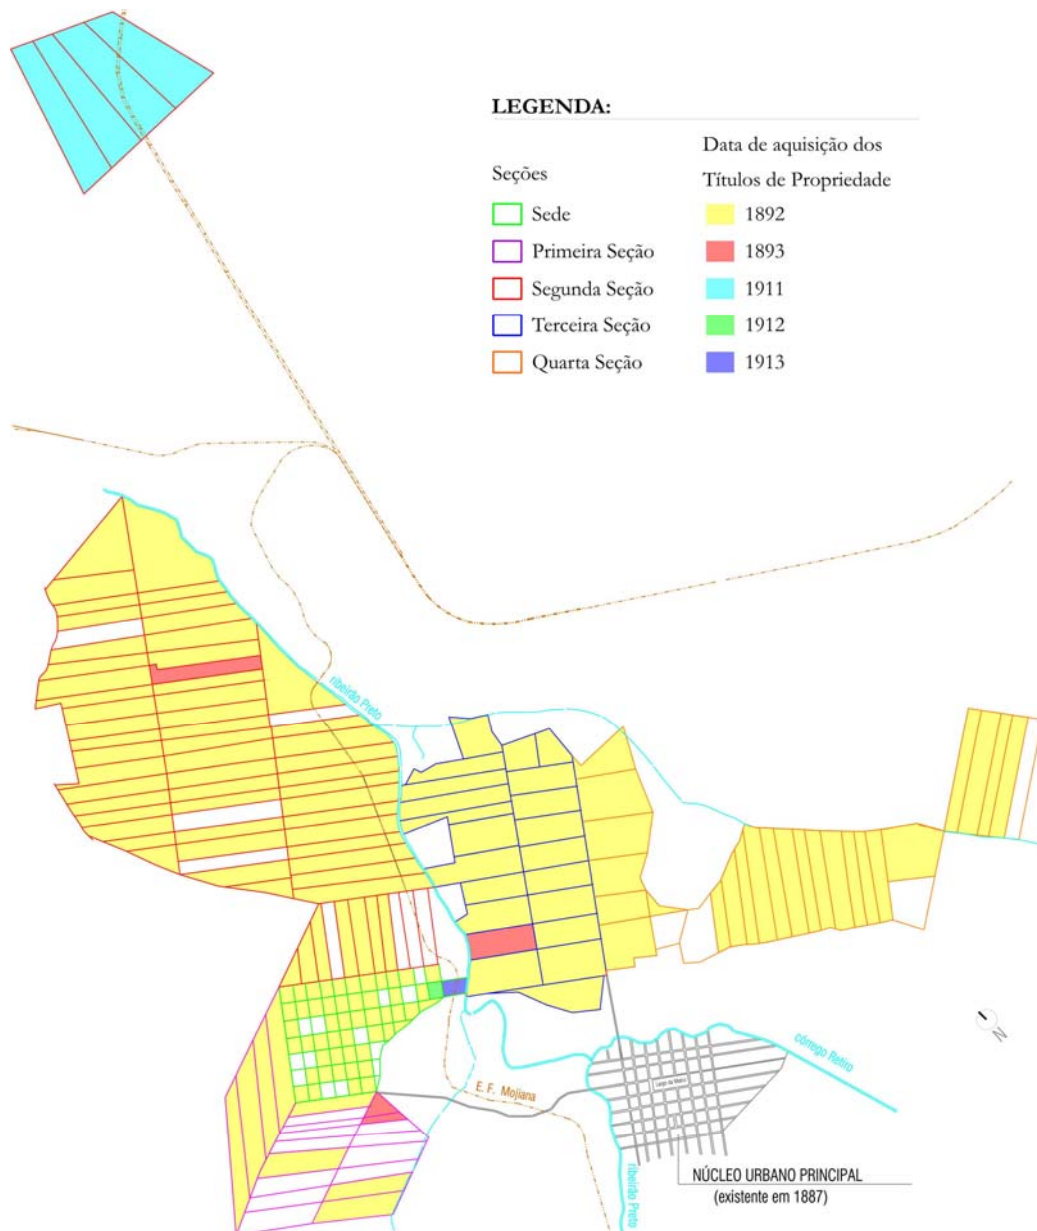 LEGENDA:
Data de aquisição dos
Seções
Títulos de Propriedade
Sede
1892
Primeira Seção
1893
Segunda Seção
1911
Terceira Seção
1912
Quarta Seção
1913
ribeirão Preto
N
córrego Retiro
E. F. Mojiana
ribeirão Preto
NÚCLEO URBANO PRINCIPAL
(existente em 1887)